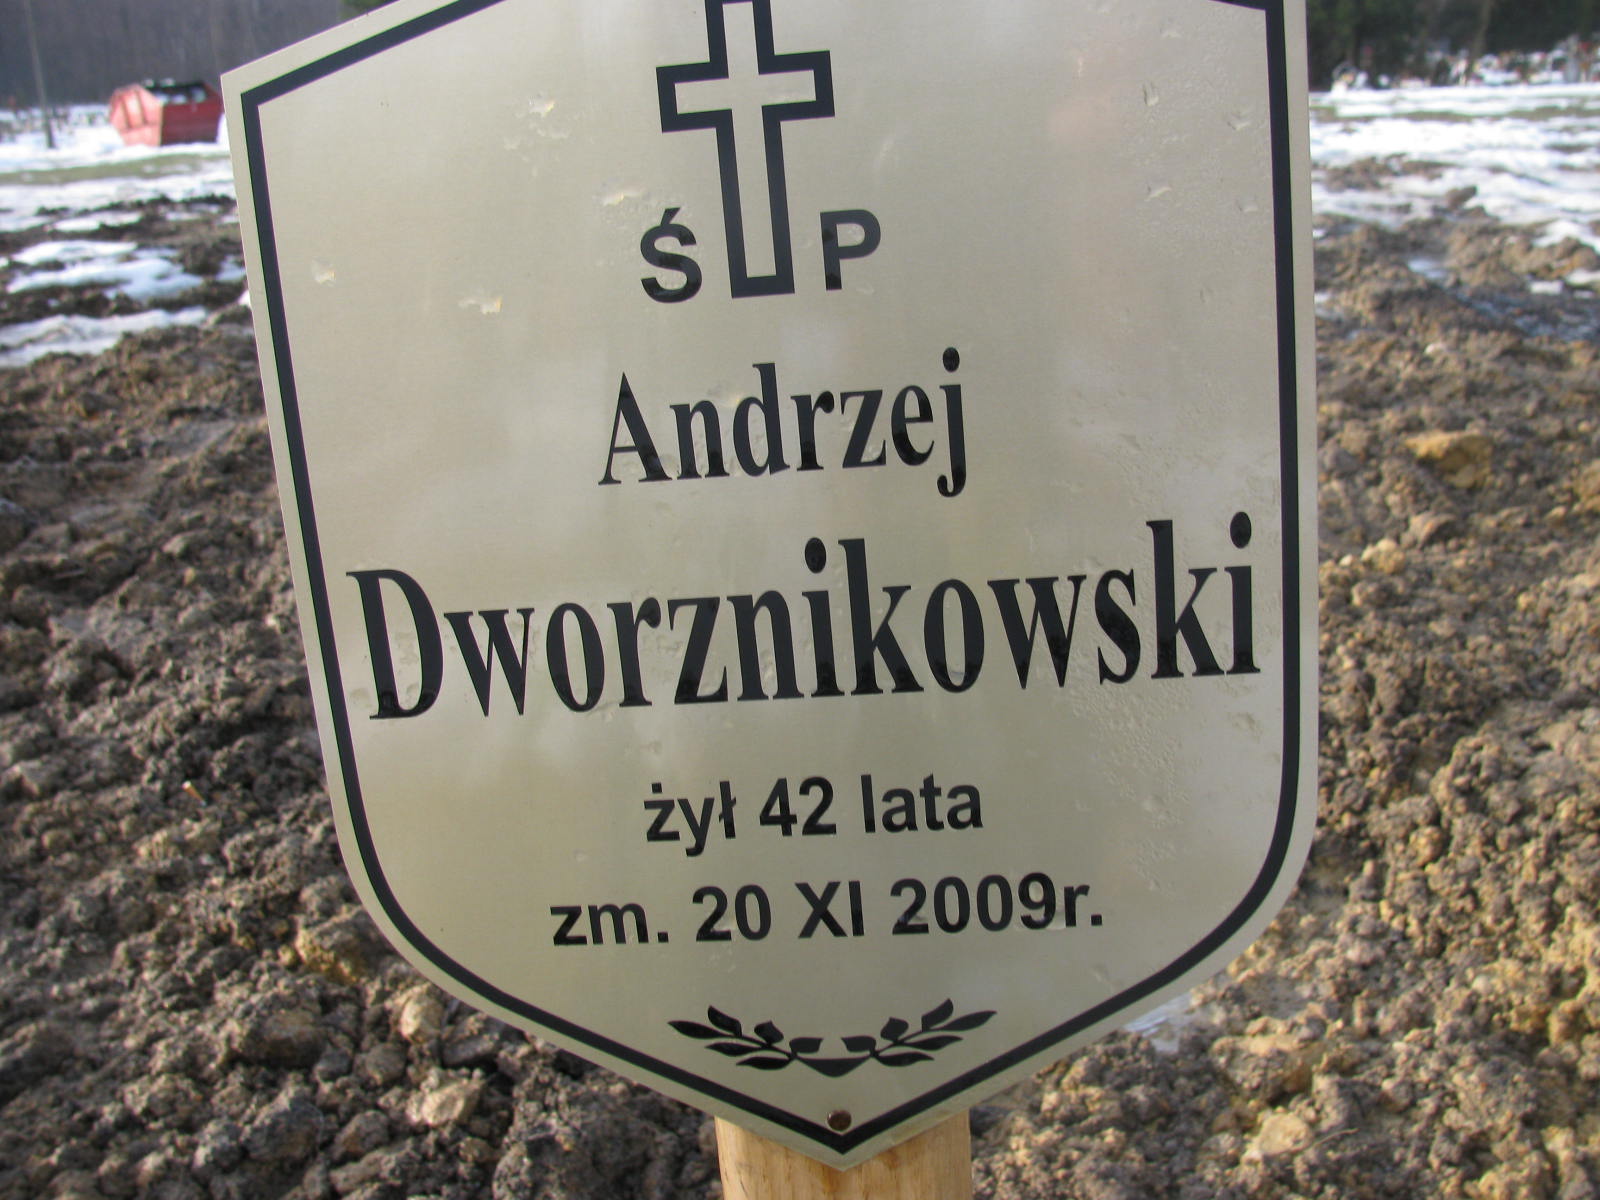 Ś P
Andrzej
Dworznikowski
żył 42 lata
zm. 20 XI 2009r.